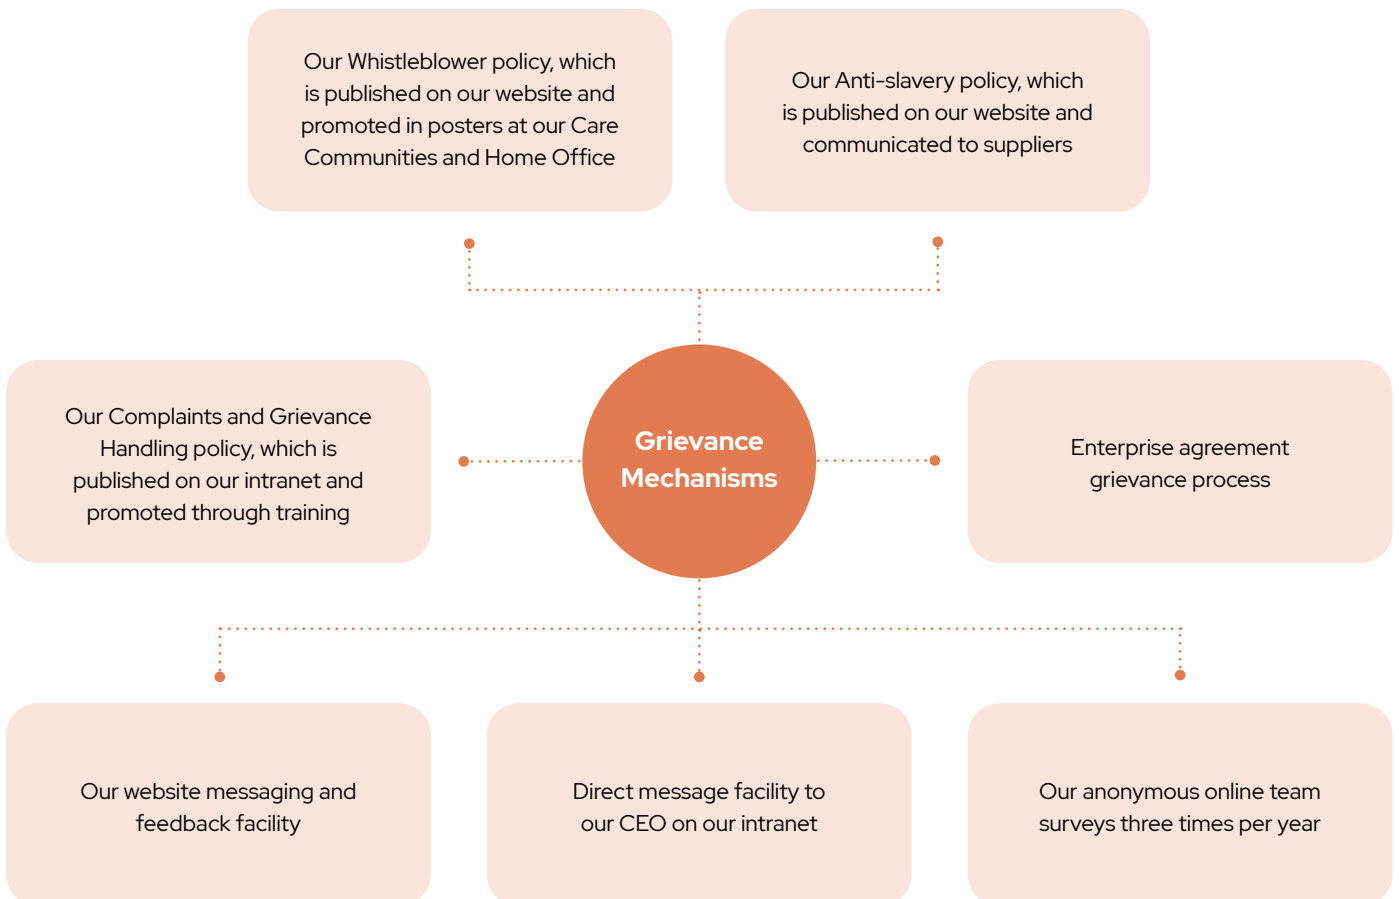 Our Whistleblower policy, which
is published on our website and
promoted in posters at our Care
Communities and Home Office
Our Anti-slavery policy, which
is published on our website and
communicated to suppliers
Our Complaints and Grievance
Handling policy, which is
published on our intranet and
promoted through training
Grievance
Mechanisms
Enterprise agreement
grievance process
Our website messaging and
feedback facility
Direct message facility to
our CEO on our intranet
Our anonymous online team
surveys three times per year